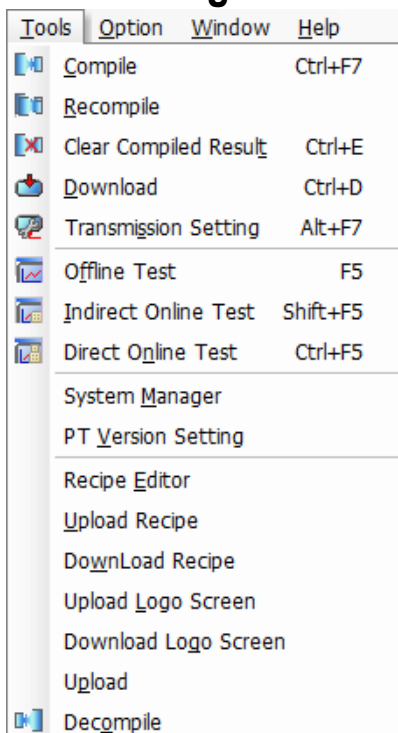 Tools Option Window Help
Compile Ctrl+F7
Recompile
Clear Compiled Result Ctrl+E
Download Ctrl+D
Transmission Setting Alt+F7
Offline Test F5
Indirect Online Test Shift+F5
Direct Online Test Ctrl+F5
System Manager
PT Version Setting
Recipe Editor
Upload Recipe
DownLoad Recipe
Upload Logo Screen
Download Logo Screen
Upload
Decompile